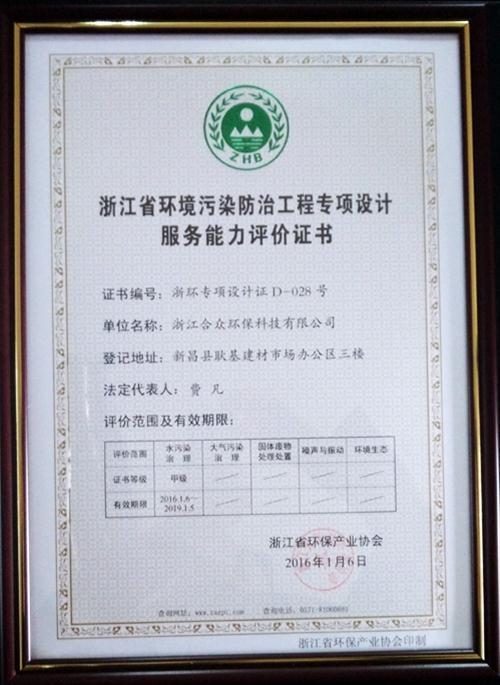 ZHB
浙江省环境污染防治工程专项设计
服务能力评价证书
证书编号：浙环专项设计证D-028号
单位名称：浙江合众环保科技有限公司
登记地址：新昌县耿基建材市场办公区三楼
法定代表人：费 凡
评价范围及有效期限：
评价范围 水污染治理 大气污染治理 固体废物处理处置 噪声与振动 环境生态
证书等级 甲级
有效期限 2016.1.6—2019.1.5
浙江省环保产业协会
2016年1月6日
浙江省环保产业协会印制